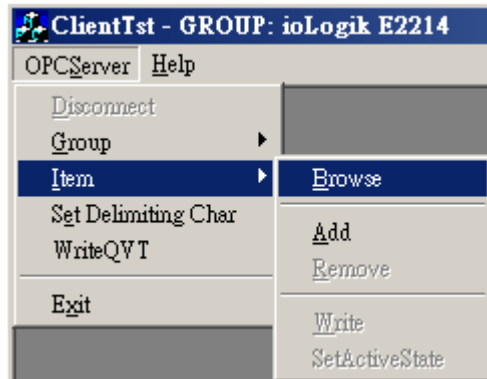 ClientTst - GROUP: ioLogik E2214
OPCServer Help
Disconnect
Group
Item
Set Delimiting Char
WriteQVT
Exit
Browse
Add
Remove
Write
SetActiveState